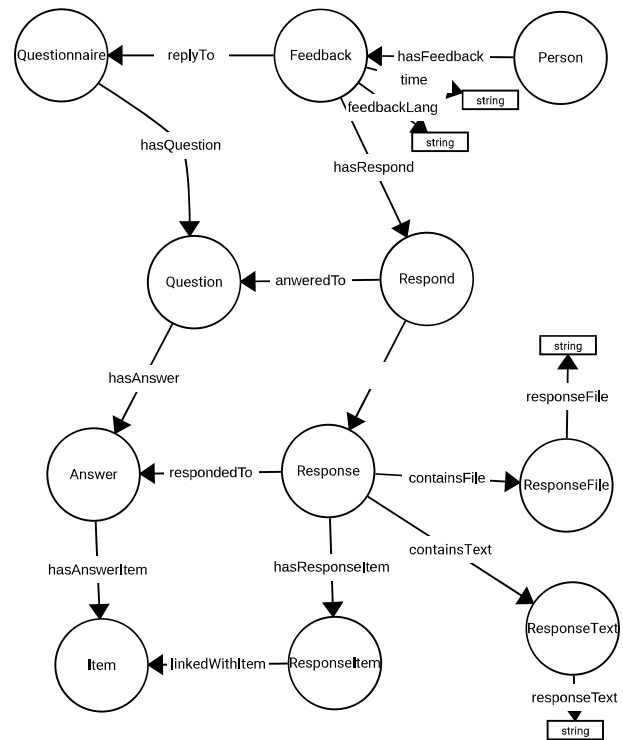 Questionnaire
replyTo
Feedback
hasFeedback
Person
time
string
feedbackLang
string
hasQuestion
hasRespond
Question
anweredTo
Respond
string
hasAnswer
responseFile
Answer
respondedTo
Response
containsFile
ResponseFile
containsText
hasAnswerItem
hasResponseItem
ResponseText
Item
linkedWithItem
ResponseItem
responseText
string